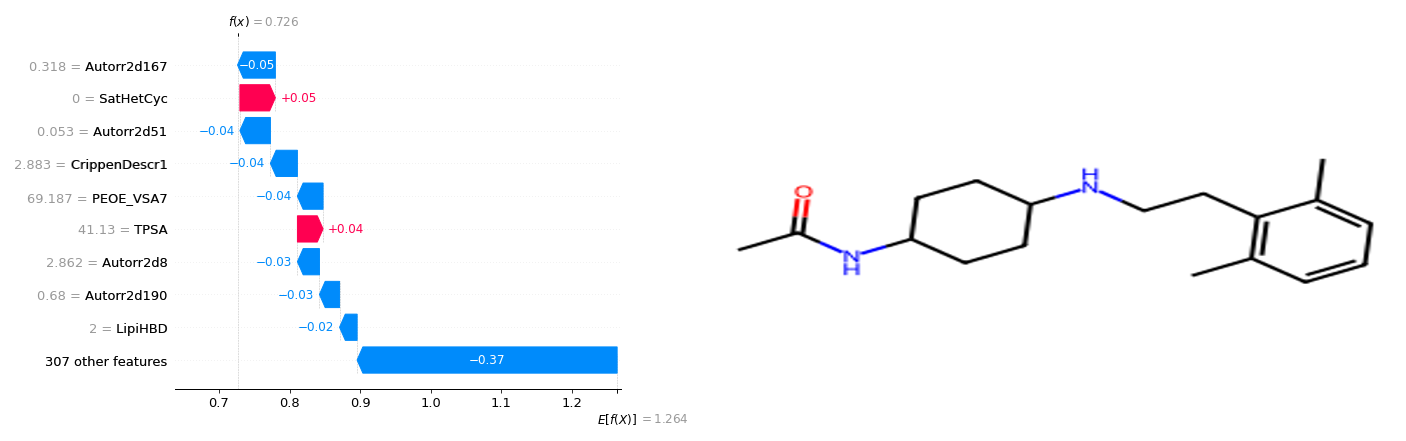 f(x) = 0.726
0.318 = Autorr2d167
−0.05
0 = SatHetCyc
+0.05
0.053 = Autorr2d51
−0.04
2.883 = CrippenDescr1
−0.04
69.187 = PEOE_VSA7
−0.04
41.13 = TPSA
+0.04
2.862 = Autorr2d8
−0.03
0.68 = Autorr2d190
−0.03
2 = LipiHBD
−0.02
307 other features
−0.37
0.7 0.8 0.9 1.0 1.1 1.2
E[f(X)] = 1.264
O
N
H
H
N